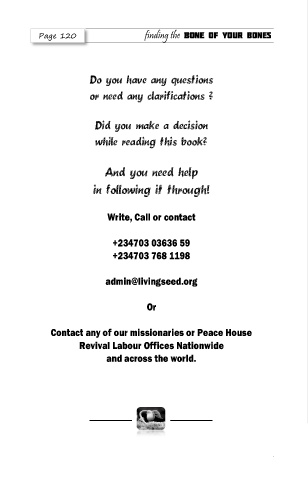 Page 120
finding the BONE OF YOUR BONES
Do you have any questions
or need any clarifications ?
Did you make a decision
while reading this book?
And you need help
in following it through!
Write, Call or contact
+234703 03636 59
+234703 768 1198
admin@livingseed.org
Or
Contact any of our missionaries or Peace House
Revival Labour Offices Nationwide
and across the world.